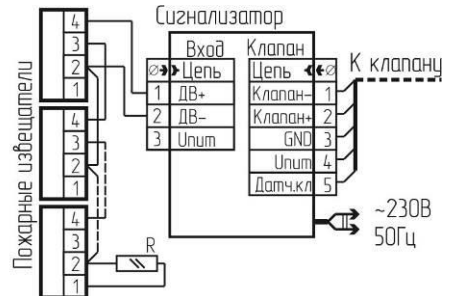 Сигнализатор
Пожарные извещатели
4
3
2
1
4
3
2
1
4
3
2
1
R
Вход
Цепь
1 ДВ+
2 ДВ-
3 Uпит
Клапан
Цепь
Клапан- 1
Клапан+ 2
GND 3
Uпит 4
Датч.кл 5
К клапану
~230В
50Гц